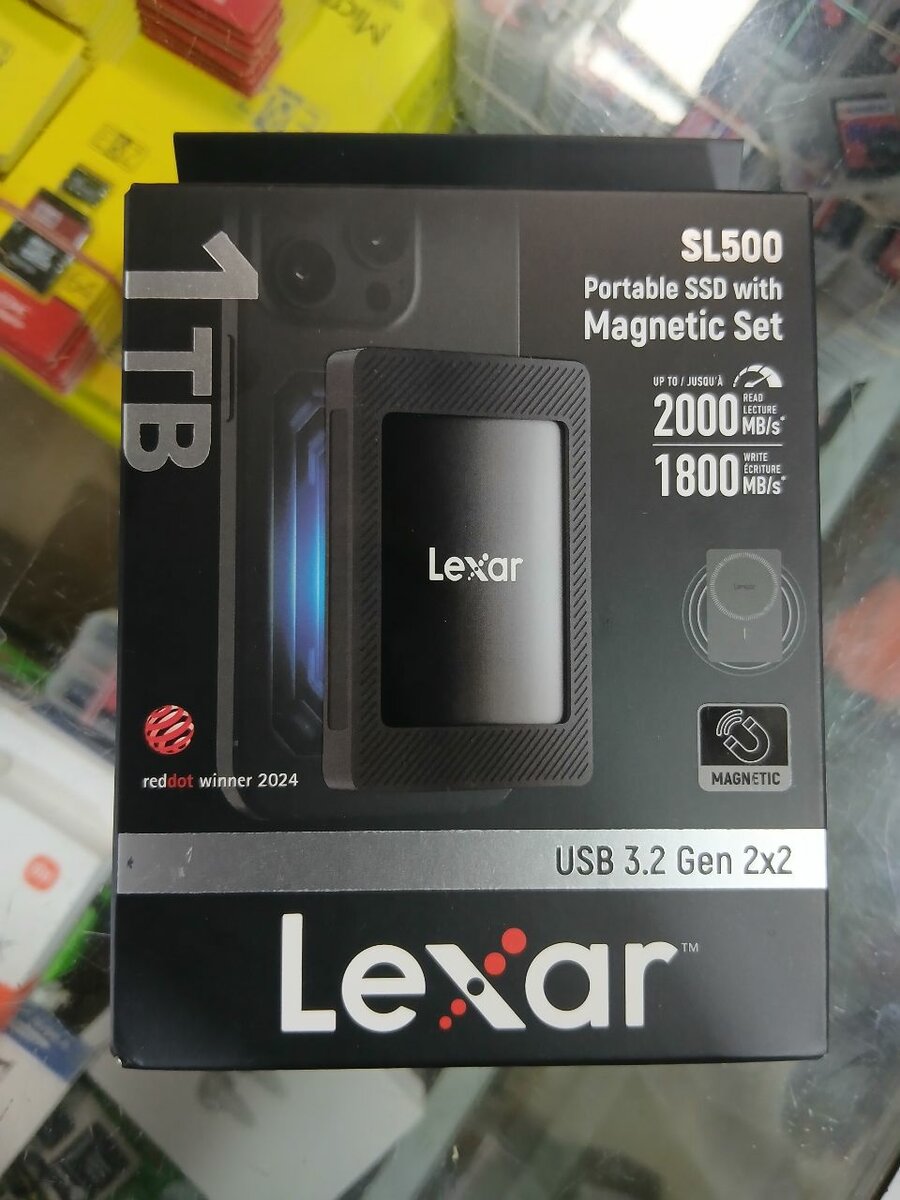 1TB
SL500
Portable SSD with
Magnetic Set
UP TO / JUSQU'À
2000 READ LECTURE MB/s*
1800 WRITE ÉCRITURE MB/s*
Lexar
Lexar
MAGNETIC
reddot winner 2024
USB 3.2 Gen 2x2
Lexar™